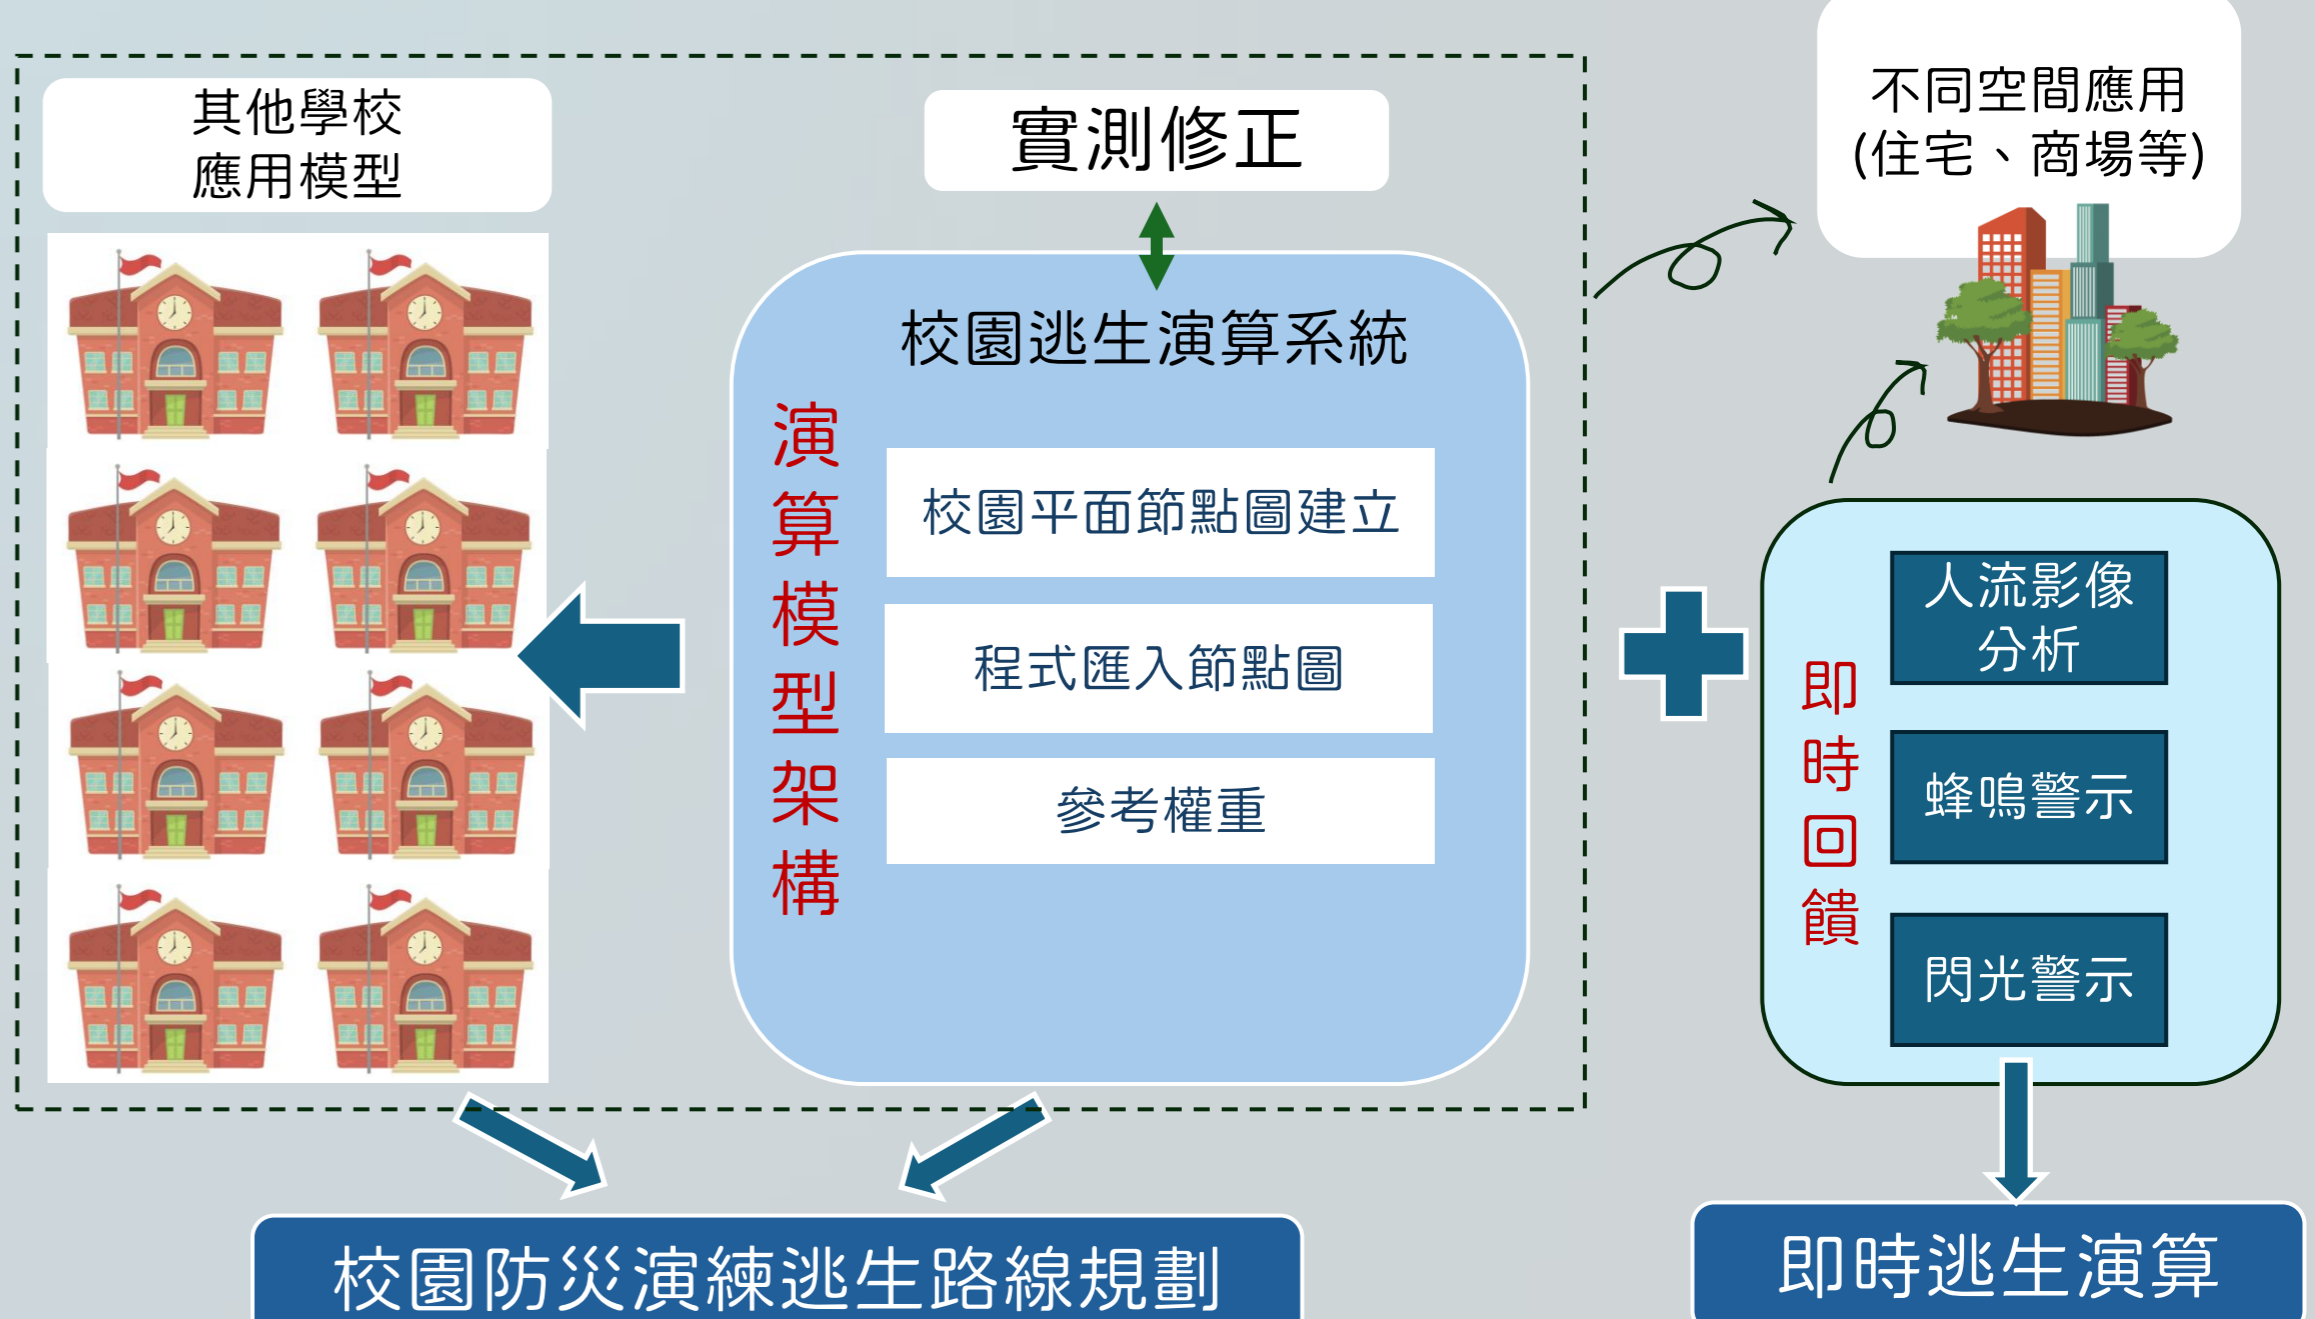 其他學校
應用模型
實測修正
校園逃生演算系統
演算模型架構
校園平面節點圖建立
程式匯入節點圖
參考權重
不同空間應用
(住宅、商場等)
即時回饋
人流影像
分析
蜂鳴警示
閃光警示
校園防災演練逃生路線規劃
即時逃生演算